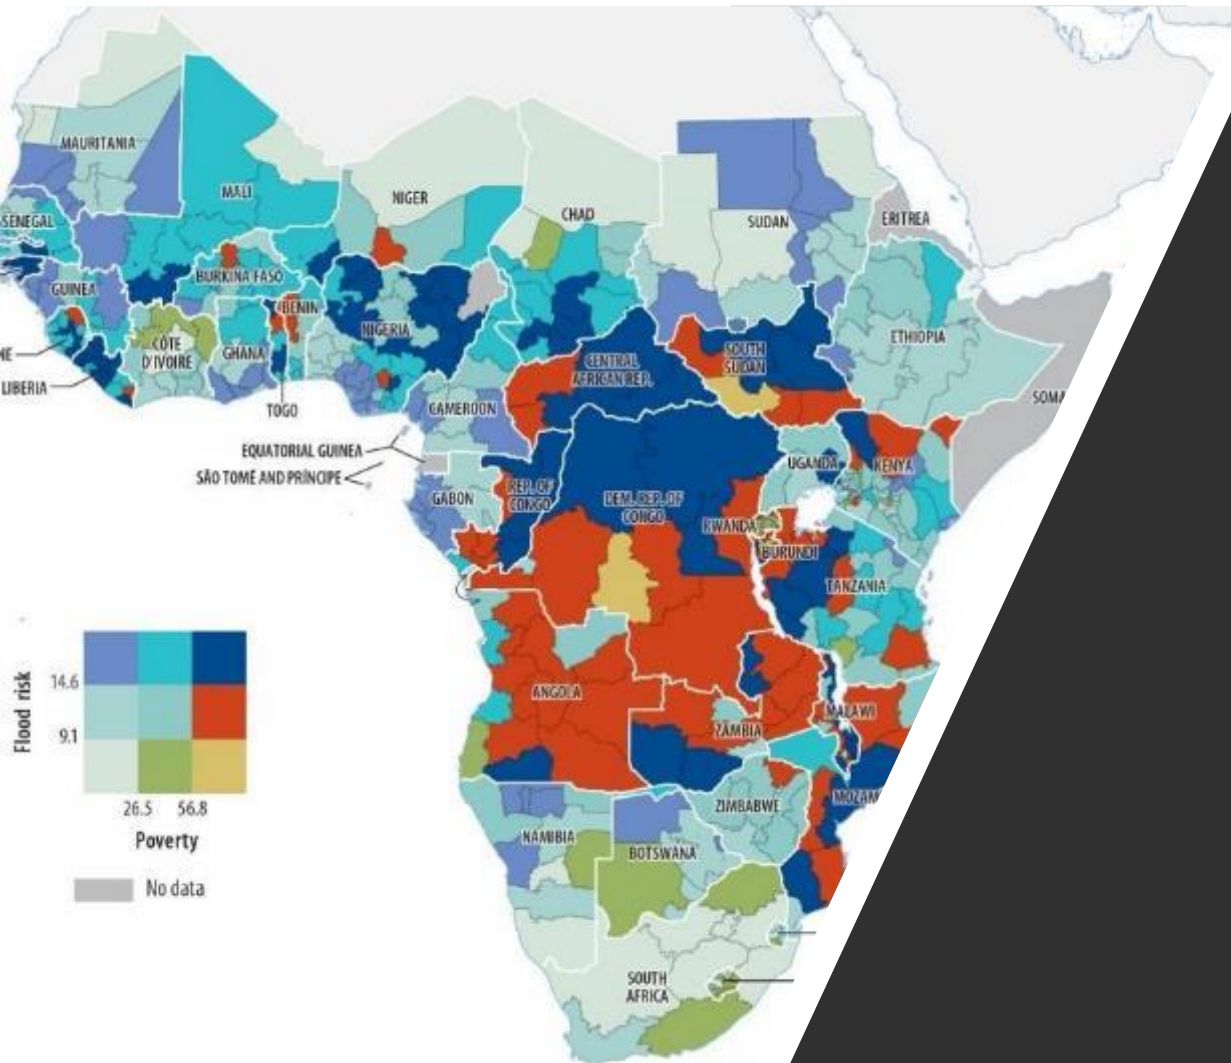 MAURITANIA
MALI
NIGER
CHAD
SUDAN
ERITREA
SENEGAL
GUINEA
BURKINA FASO
BENIN
NIGERIA
CÔTE
D'IVOIRE
GHANA
NE
LIBERIA
TOGO
ETHIOPIA
SOUTH
SUDAN
CENTRAL
AFRICAN REP.
CAMEROON
SOMA
EQUATORIAL GUINEA
SÃO TOMÉ AND PRÍNCIPE
GABON
REP. OF
CONGO
DEM. REP. OF
CONGO
UGANDA
KENYA
RWANDA
BURUNDI
TANZANIA
ANGOLA
ZAMBIA
MALAWI
MOZAM
ZIMBABWE
NAMIBIA
BOTSWANA
SOUTH
AFRICA
Flood risk
14.6
9.1
26.5 56.8
Poverty
No data